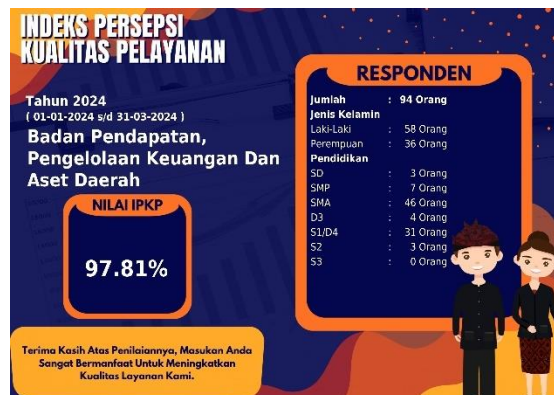 INDEKS PERSEPSI
KUALITAS PELAYANAN
Tahun 2024
( 01-01-2024 s/d 31-03-2024 )
Badan Pendapatan,
Pengelolaan Keuangan Dan
Aset Daerah
NILAI IPKP
97.81%
Terima Kasih Atas Penilaiannya, Masukan Anda
Sangat Bermanfaat Untuk Meningkatkan
Kualitas Layanan Kami.
RESPONDEN
Jumlah : 94 Orang
Jenis Kelamin
Laki-Laki : 58 Orang
Perempuan : 36 Orang
Pendidikan
SD : 3 Orang
SMP : 7 Orang
SMA : 46 Orang
D3 : 4 Orang
S1/D4 : 31 Orang
S2 : 3 Orang
S3 : 0 Orang